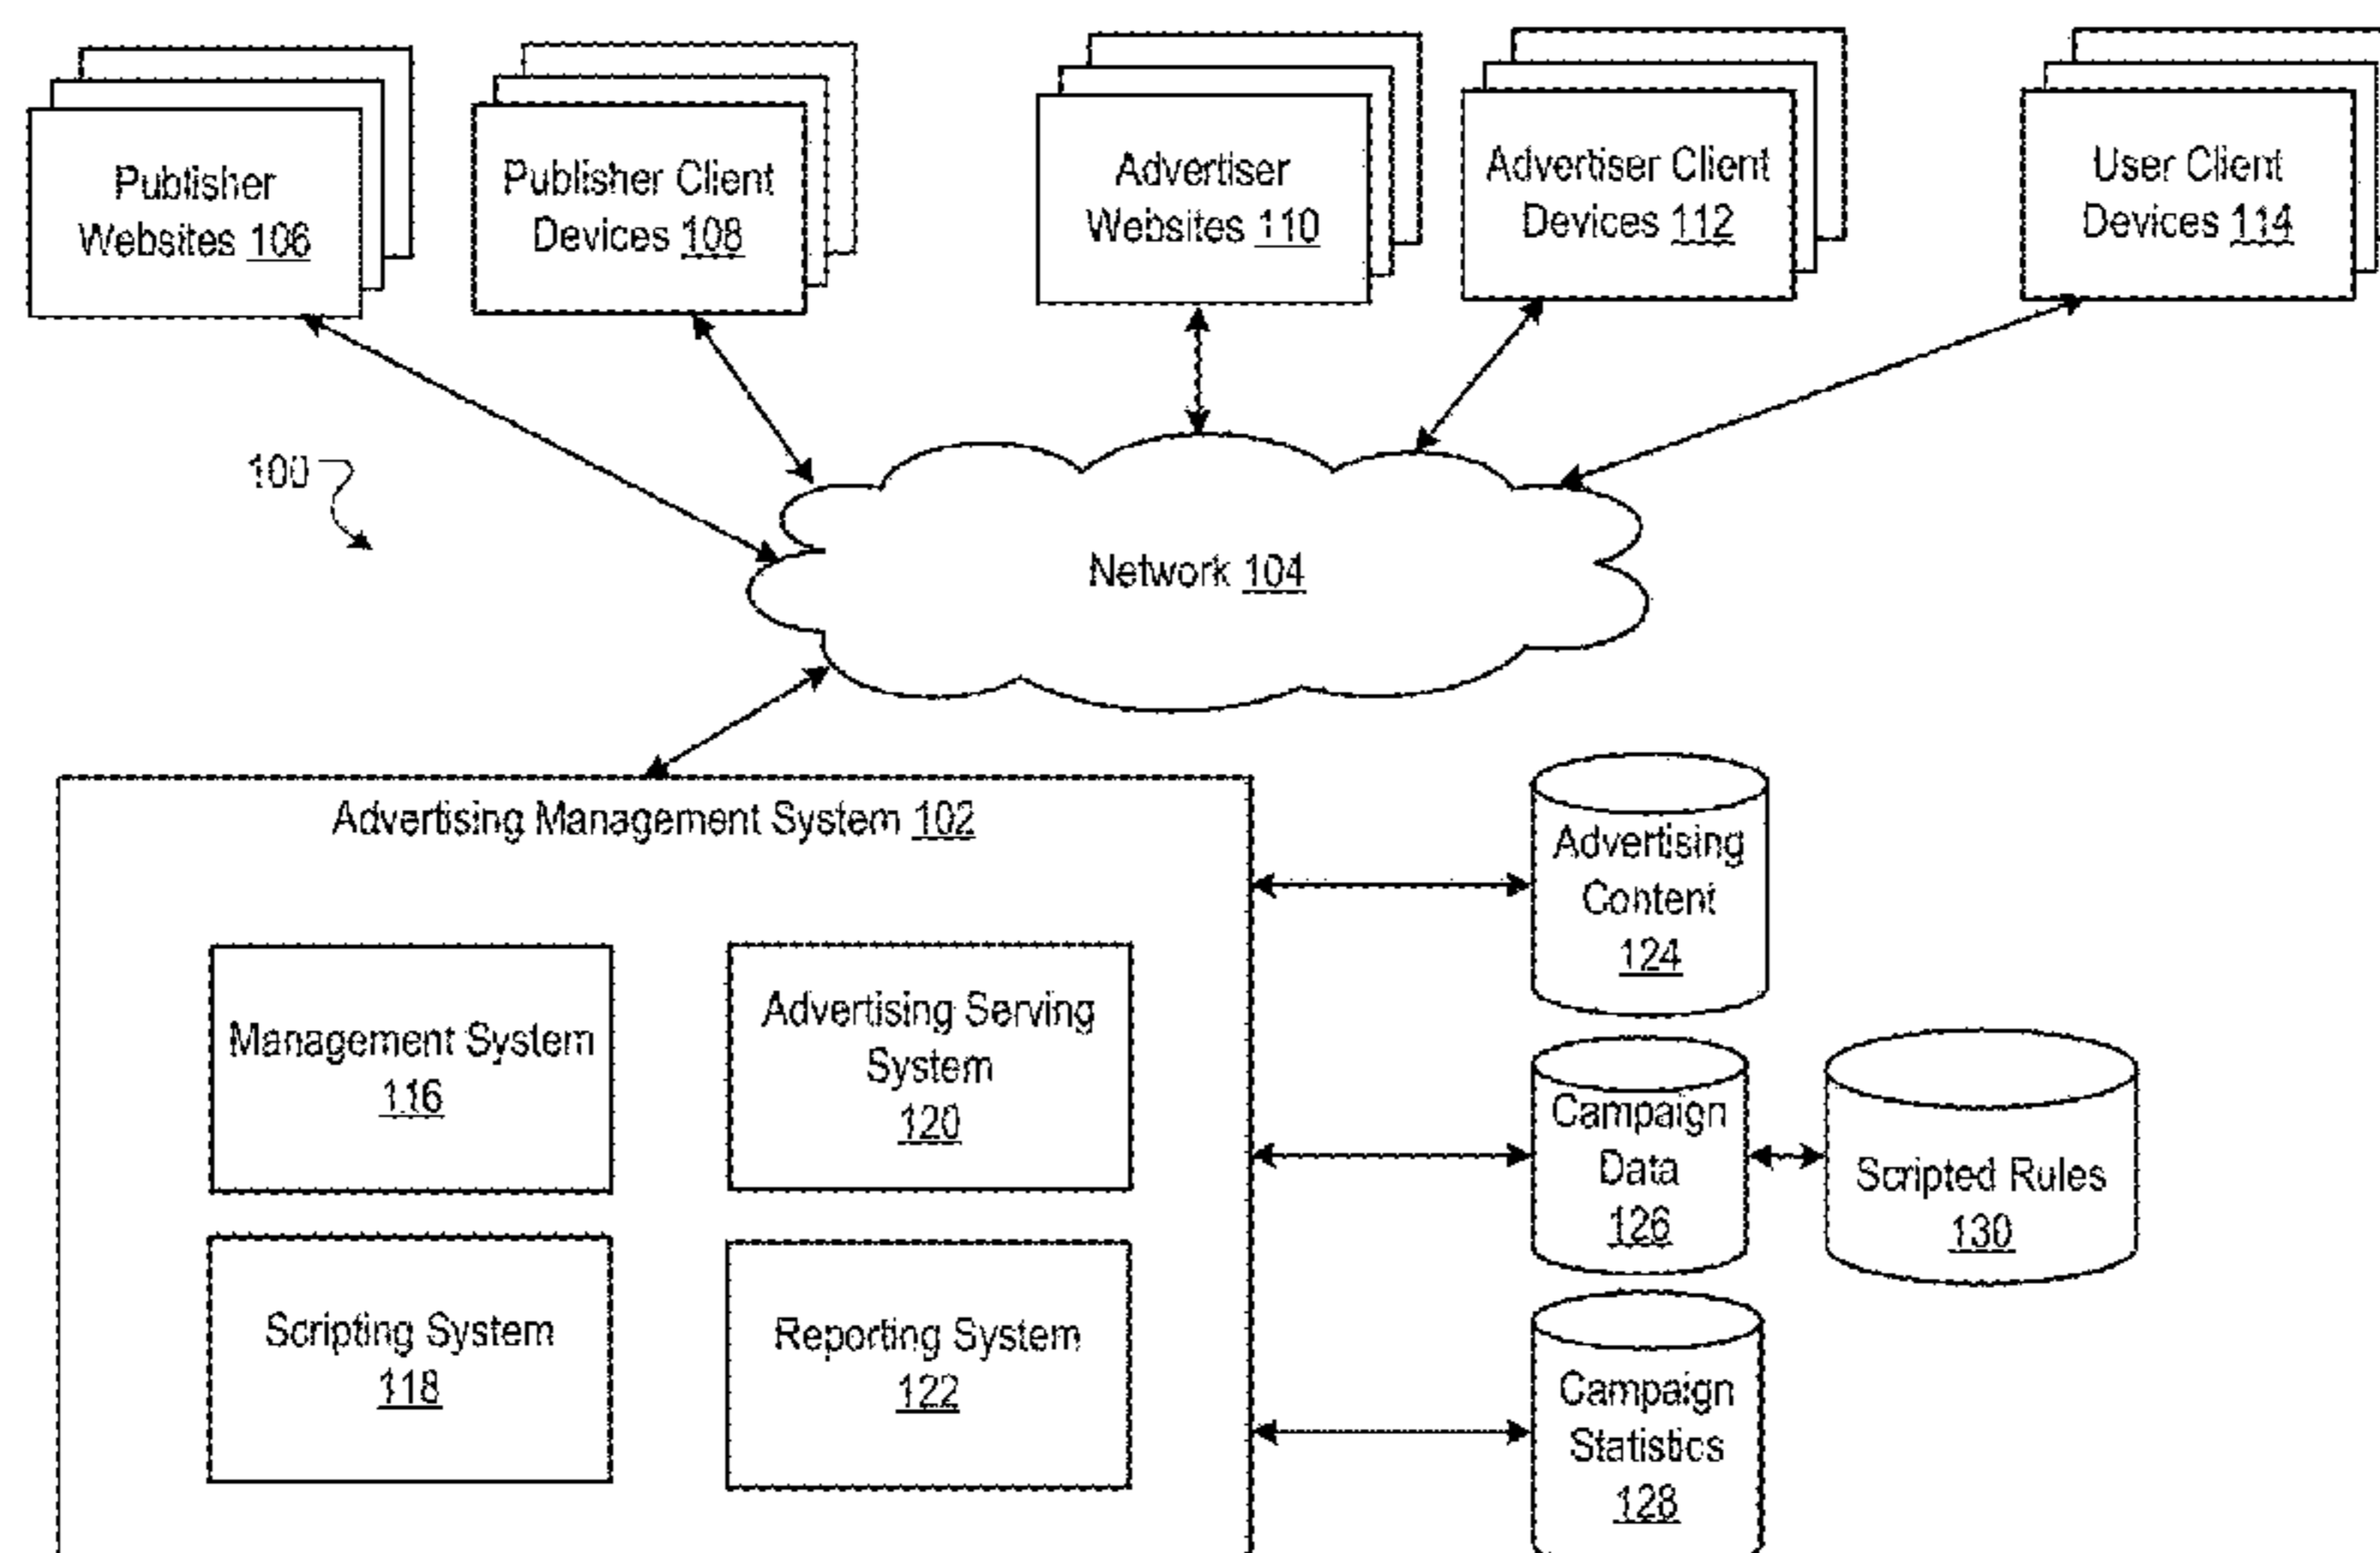 Publisher
Websites 106
Publisher Client
Devices 108
Advertiser
Websites 110
Advertiser Client
Devices 112
User Client
Devices 114
100
Network 104
Advertising Management System 102
Management System
116
Advertising Serving
System
120
Scripting System
118
Reporting System
122
Advertising
Content
124
Campaign
Data
126
Scripted Rules
130
Campaign
Statistics
128